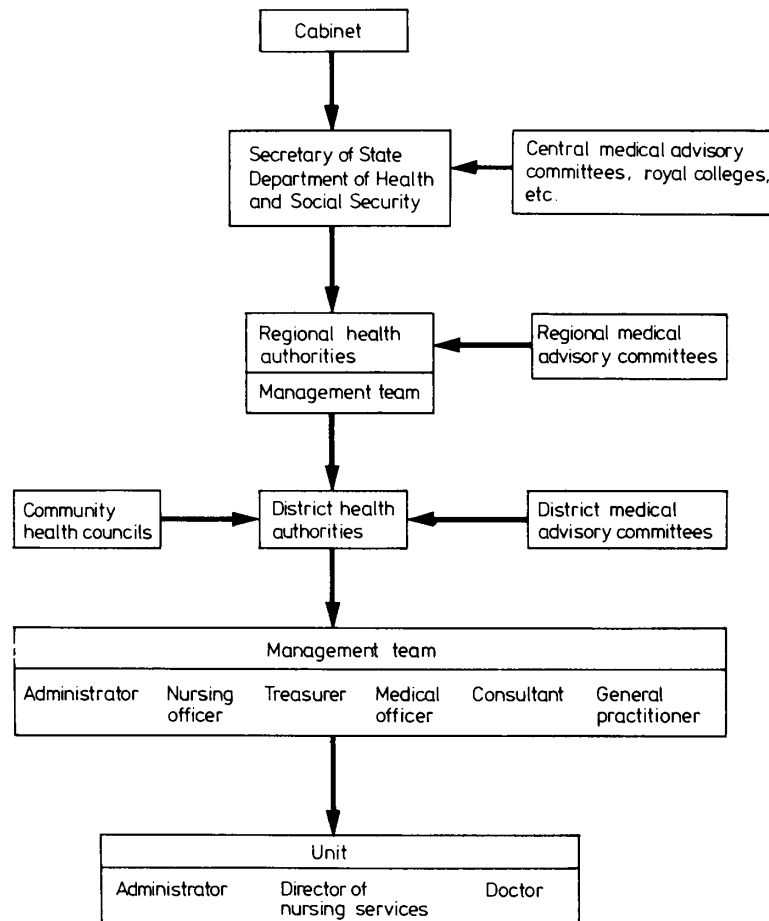 Cabinet
Secretary of State
Department of Health
and Social Security
Central medical advisory
committees, royal colleges,
etc.
Regional health
authorities
Management team
Regional medical
advisory committees
Community
health councils
District health
authorities
District medical
advisory committees
Management team
Administrator
Nursing
officer
Treasurer
Medical
officer
Consultant
General
practitioner
Unit
Administrator
Director of
nursing services
Doctor